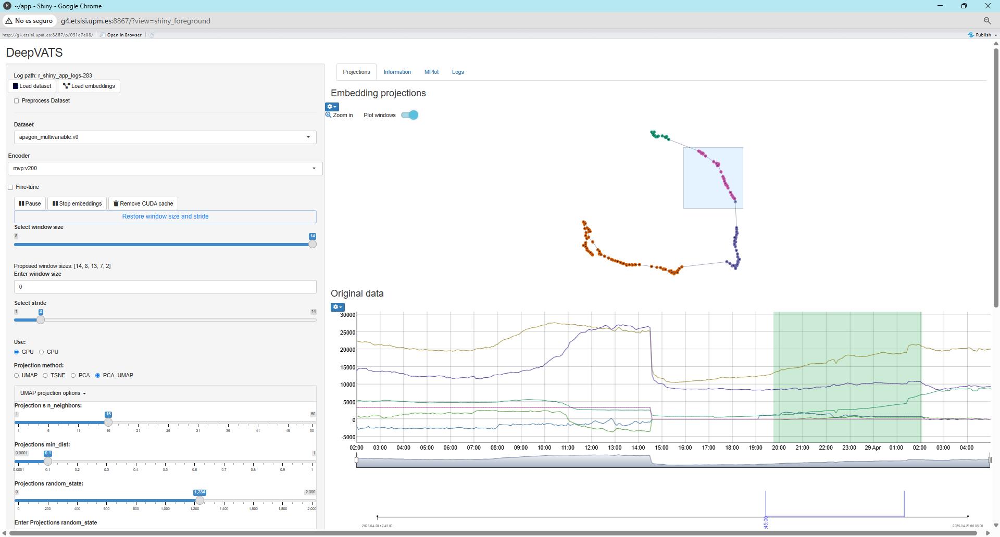 ~/app - Shiny - Google Chrome
No es seguro g4.etsisi.upm.es:8867/?view=shiny_foreground
http://g4.etsisi.upm.es:8867/p/031e7e08/ Open in Browser Publish
DeepVATS
Log path: r_shiny_app_logs-283
Load dataset Load embeddings
Preprocess Dataset
Dataset
apagon_multivariable:v0
Encoder
mvp:v200
Fine-tune
Pause Stop embeddings Remove CUDA cache
Restore window size and stride
Select window size
8 14
Proposed window sizes: [14, 8, 13, 7, 2]
Enter window size
0
Select stride
1 2 14
Use:
GPU CPU
Projection method:
UMAP TSNE PCA PCA_UMAP
UMAP projection options
Projection s n_neighbors:
1 16 50
1 6 11 16 21 26 31 36 41 46 50
Projections min_dist:
0.0001 0.1 1
0.0001 0.1 0.2 0.3 0.4 0.5 0.6 0.7 0.8 0.9 1
Projections random_state:
0 1,234 2,000
0 200 400 600 800 1,000 1,200 1,400 1,600 1,800 2,000
Enter Projections random_state
Projections Information MPlot Logs
Embedding projections
Zoom in Plot windows
Original data
30000
25000
20000
15000
10000
5000
0
-5000
02:00 03:00 04:00 05:00 06:00 07:00 08:00 09:00 10:00 11:00 12:00 13:00 14:00 15:00 16:00 17:00 18:00 19:00 20:00 21:00 22:00 23:00 29 Apr 01:00 02:00 03:00 04:00
:45:00
2025-04-28 17:45:00 2025-04-29 00:05:00